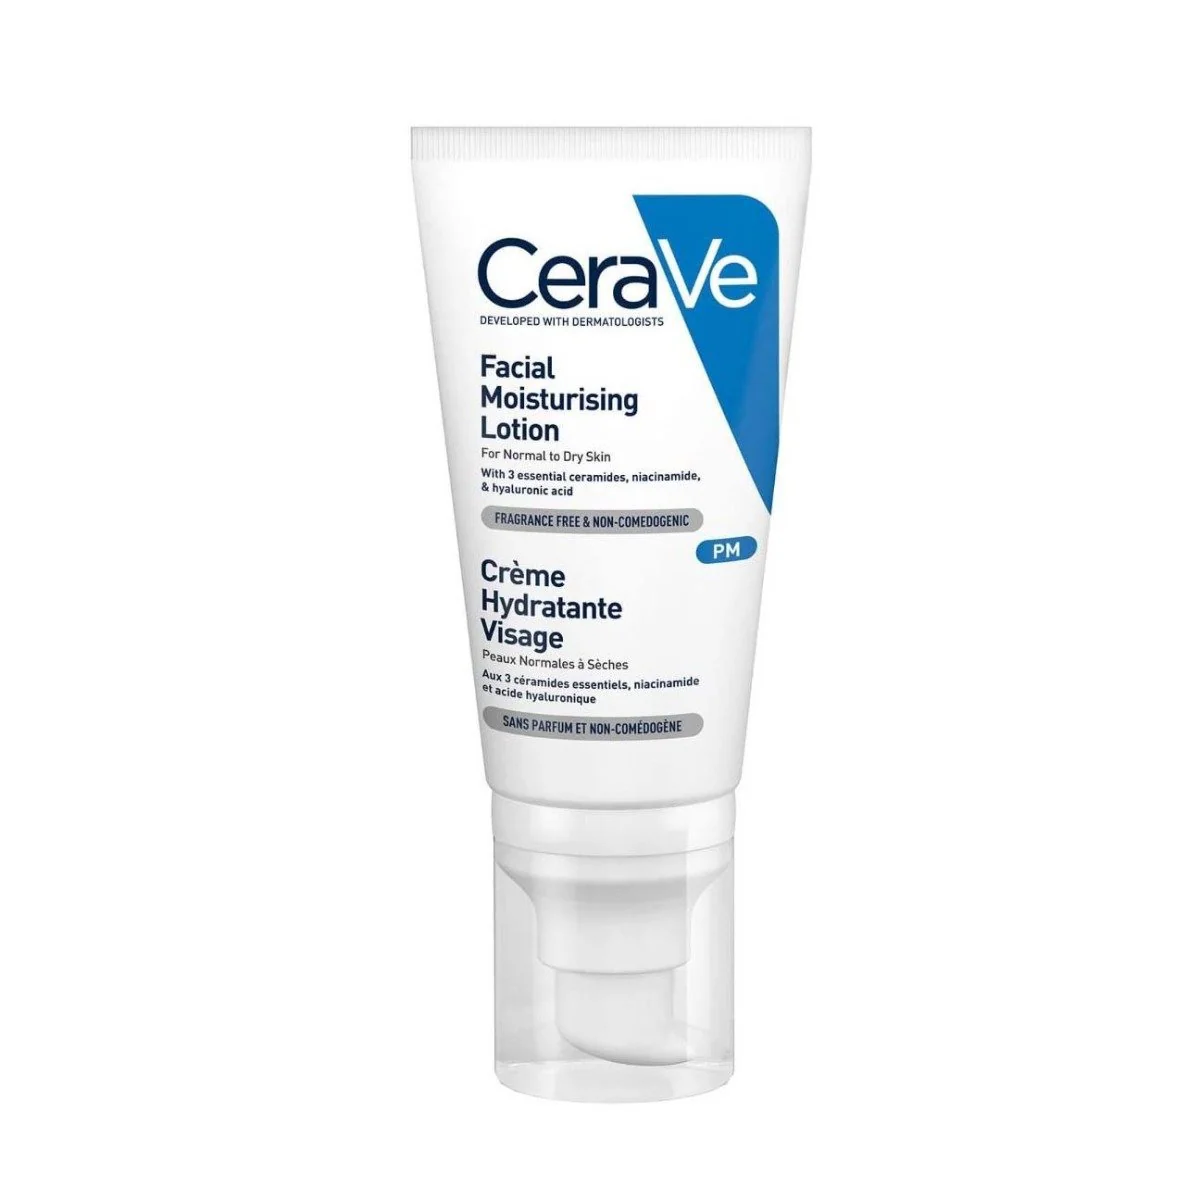 CeraVe
DEVELOPED WITH DERMATOLOGISTS
Facial
Moisturising
Lotion
For Normal to Dry Skin
With 3 essential ceramides, niacinamide,
& hyaluronic acid
FRAGRANCE FREE & NON-COMEDOGENIC
PM
Crème
Hydratante
Visage
Peaux Normales à Sèches
Aux 3 céramides essentiels, niacinamide
et acide hyaluronique
SANS PARFUM ET NON-COMÉDOGÈNE